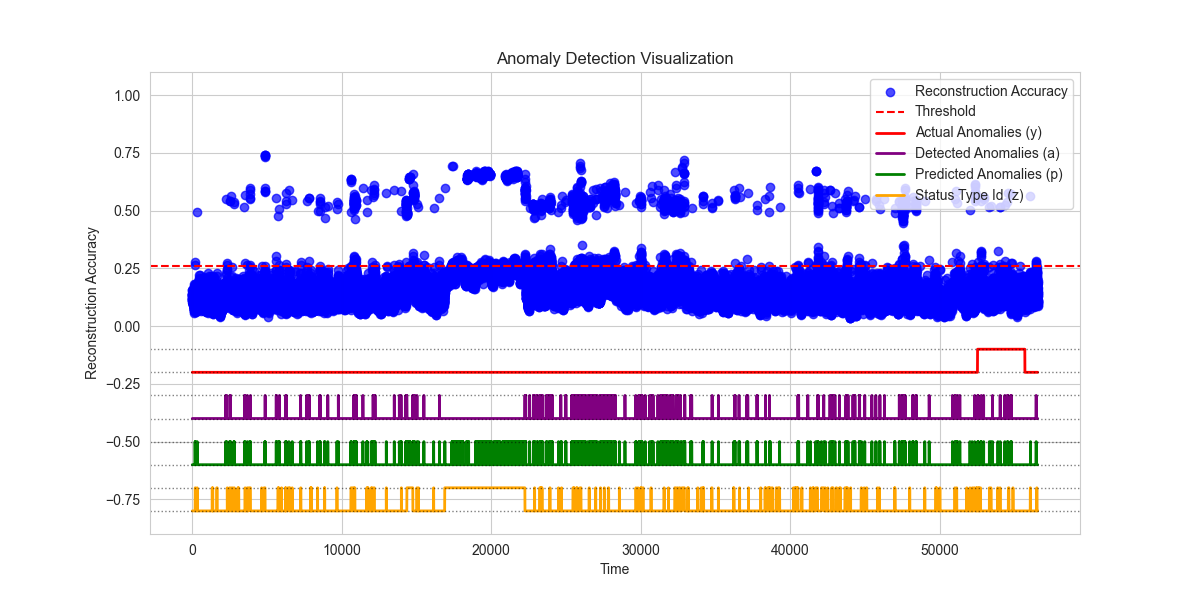 Anomaly Detection Visualization
Reconstruction Accuracy
1.00
0.75
0.50
0.25
0.00
−0.25
−0.50
−0.75
0
10000
20000
30000
40000
50000
Time
Reconstruction Accuracy
Threshold
Actual Anomalies (y)
Detected Anomalies (a)
Predicted Anomalies (p)
Status Type Id (z)